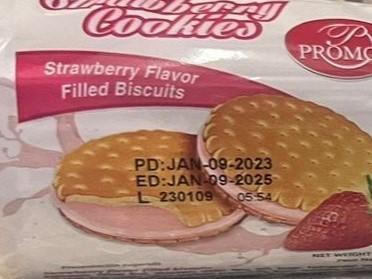 Strawberry
Cookies
PROMO
Strawberry Flavor
Filled Biscuits
PD:JAN-09-2023
ED:JAN-09-2025
L 230109 05:54
NET WEIGHT